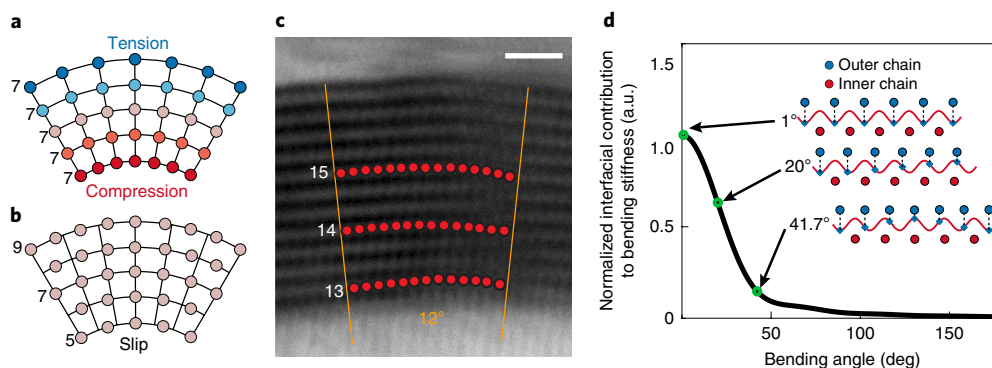 a
Tension
7
7
7
7
7
Compression
b
9
7
5
Slip
c
15
14
13
12°
d
Normalized interfacial contribution
to bending stiffness (a.u.)
1.5
1.0
0.5
0
50
100
150
Bending angle (deg)
Outer chain
Inner chain
1°
20°
41.7°